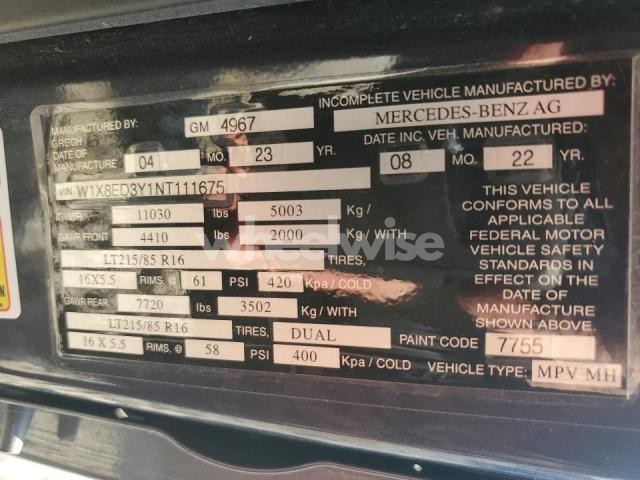 INCOMPLETE VEHICLE MANUFACTURED BY:
MANUFACTURED BY: GM 4967 MERCEDES-BENZ AG
GRECH
DATE OF MANUFACTURE 04 MO. 23 YR.
DATE INC. VEH. MANUFACTURED:
08 MO. 22 YR.
VIN W1X8ED3Y1NT111675
GVWR 11030 lbs 5003 Kg /
GAWR FRONT 4410 lbs 2000 Kg / WITH
LT215/85 R16 TIRES,
16X5.5 RIMS, @ 61 PSI 420 Kpa / COLD
GAWR REAR 7720 lbs 3502 Kg / WITH
LT215/85 R16 TIRES, DUAL
16 X 5.5 RIMS, @ 58 PSI 400 Kpa / COLD
THIS VEHICLE
CONFORMS TO ALL
APPLICABLE
FEDERAL MOTOR
VEHICLE SAFETY
STANDARDS IN
EFFECT ON THE
DATE OF
MANUFACTURE
SHOWN ABOVE.
PAINT CODE 7755
VEHICLE TYPE: MPV MH
wheelwise